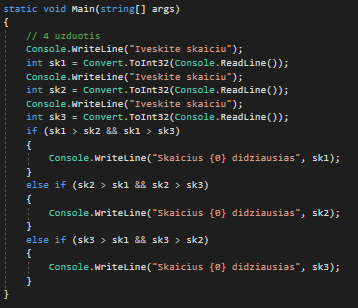 static void Main(string[] args)
{
// 4 uzduotis
Console.WriteLine("Iveskite skaiciu");
int sk1 = Convert.ToInt32(Console.ReadLine());
Console.WriteLine("Iveskite skaiciu");
int sk2 = Convert.ToInt32(Console.ReadLine());
Console.WriteLine("Iveskite skaiciu");
int sk3 = Convert.ToInt32(Console.ReadLine());
if (sk1 > sk2 && sk1 > sk3)
{
Console.WriteLine("Skaicius {0} didziausias", sk1);
}
else if (sk2 > sk1 && sk2 > sk3)
{
Console.WriteLine("Skaicius {0} didziausias", sk2);
}
else if (sk3 > sk1 && sk3 > sk2)
{
Console.WriteLine("Skaicius {0} didziausias", sk3);
}
}